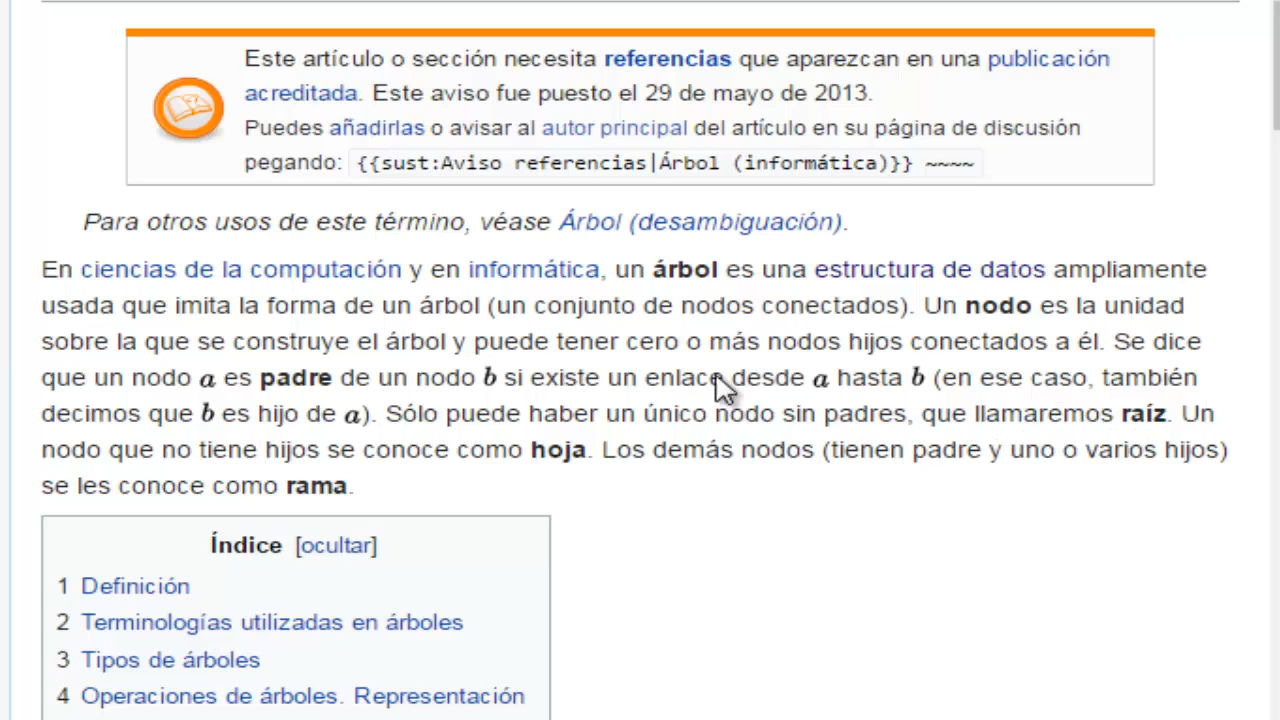 Este artículo o sección necesita referencias que aparezcan en una publicación
acreditada. Este aviso fue puesto el 29 de mayo de 2013.
Puedes añadirlas o avisar al autor principal del artículo en su página de discusión
pegando: {{sust:Aviso referencias|Árbol (informática)}} ~~~~
Para otros usos de este término, véase Árbol (desambiguación).
En ciencias de la computación y en informática, un árbol es una estructura de datos ampliamente
usada que imita la forma de un árbol (un conjunto de nodos conectados). Un nodo es la unidad
sobre la que se construye el árbol y puede tener cero o más nodos hijos conectados a él. Se dice
que un nodo a es padre de un nodo b si existe un enlace desde a hasta b (en ese caso, también
decimos que b es hijo de a). Sólo puede haber un único nodo sin padres, que llamaremos raíz. Un
nodo que no tiene hijos se conoce como hoja. Los demás nodos (tienen padre y uno o varios hijos)
se les conoce como rama.
Índice [ocultar]
1 Definición
2 Terminologías utilizadas en árboles
3 Tipos de árboles
4 Operaciones de árboles. Representación